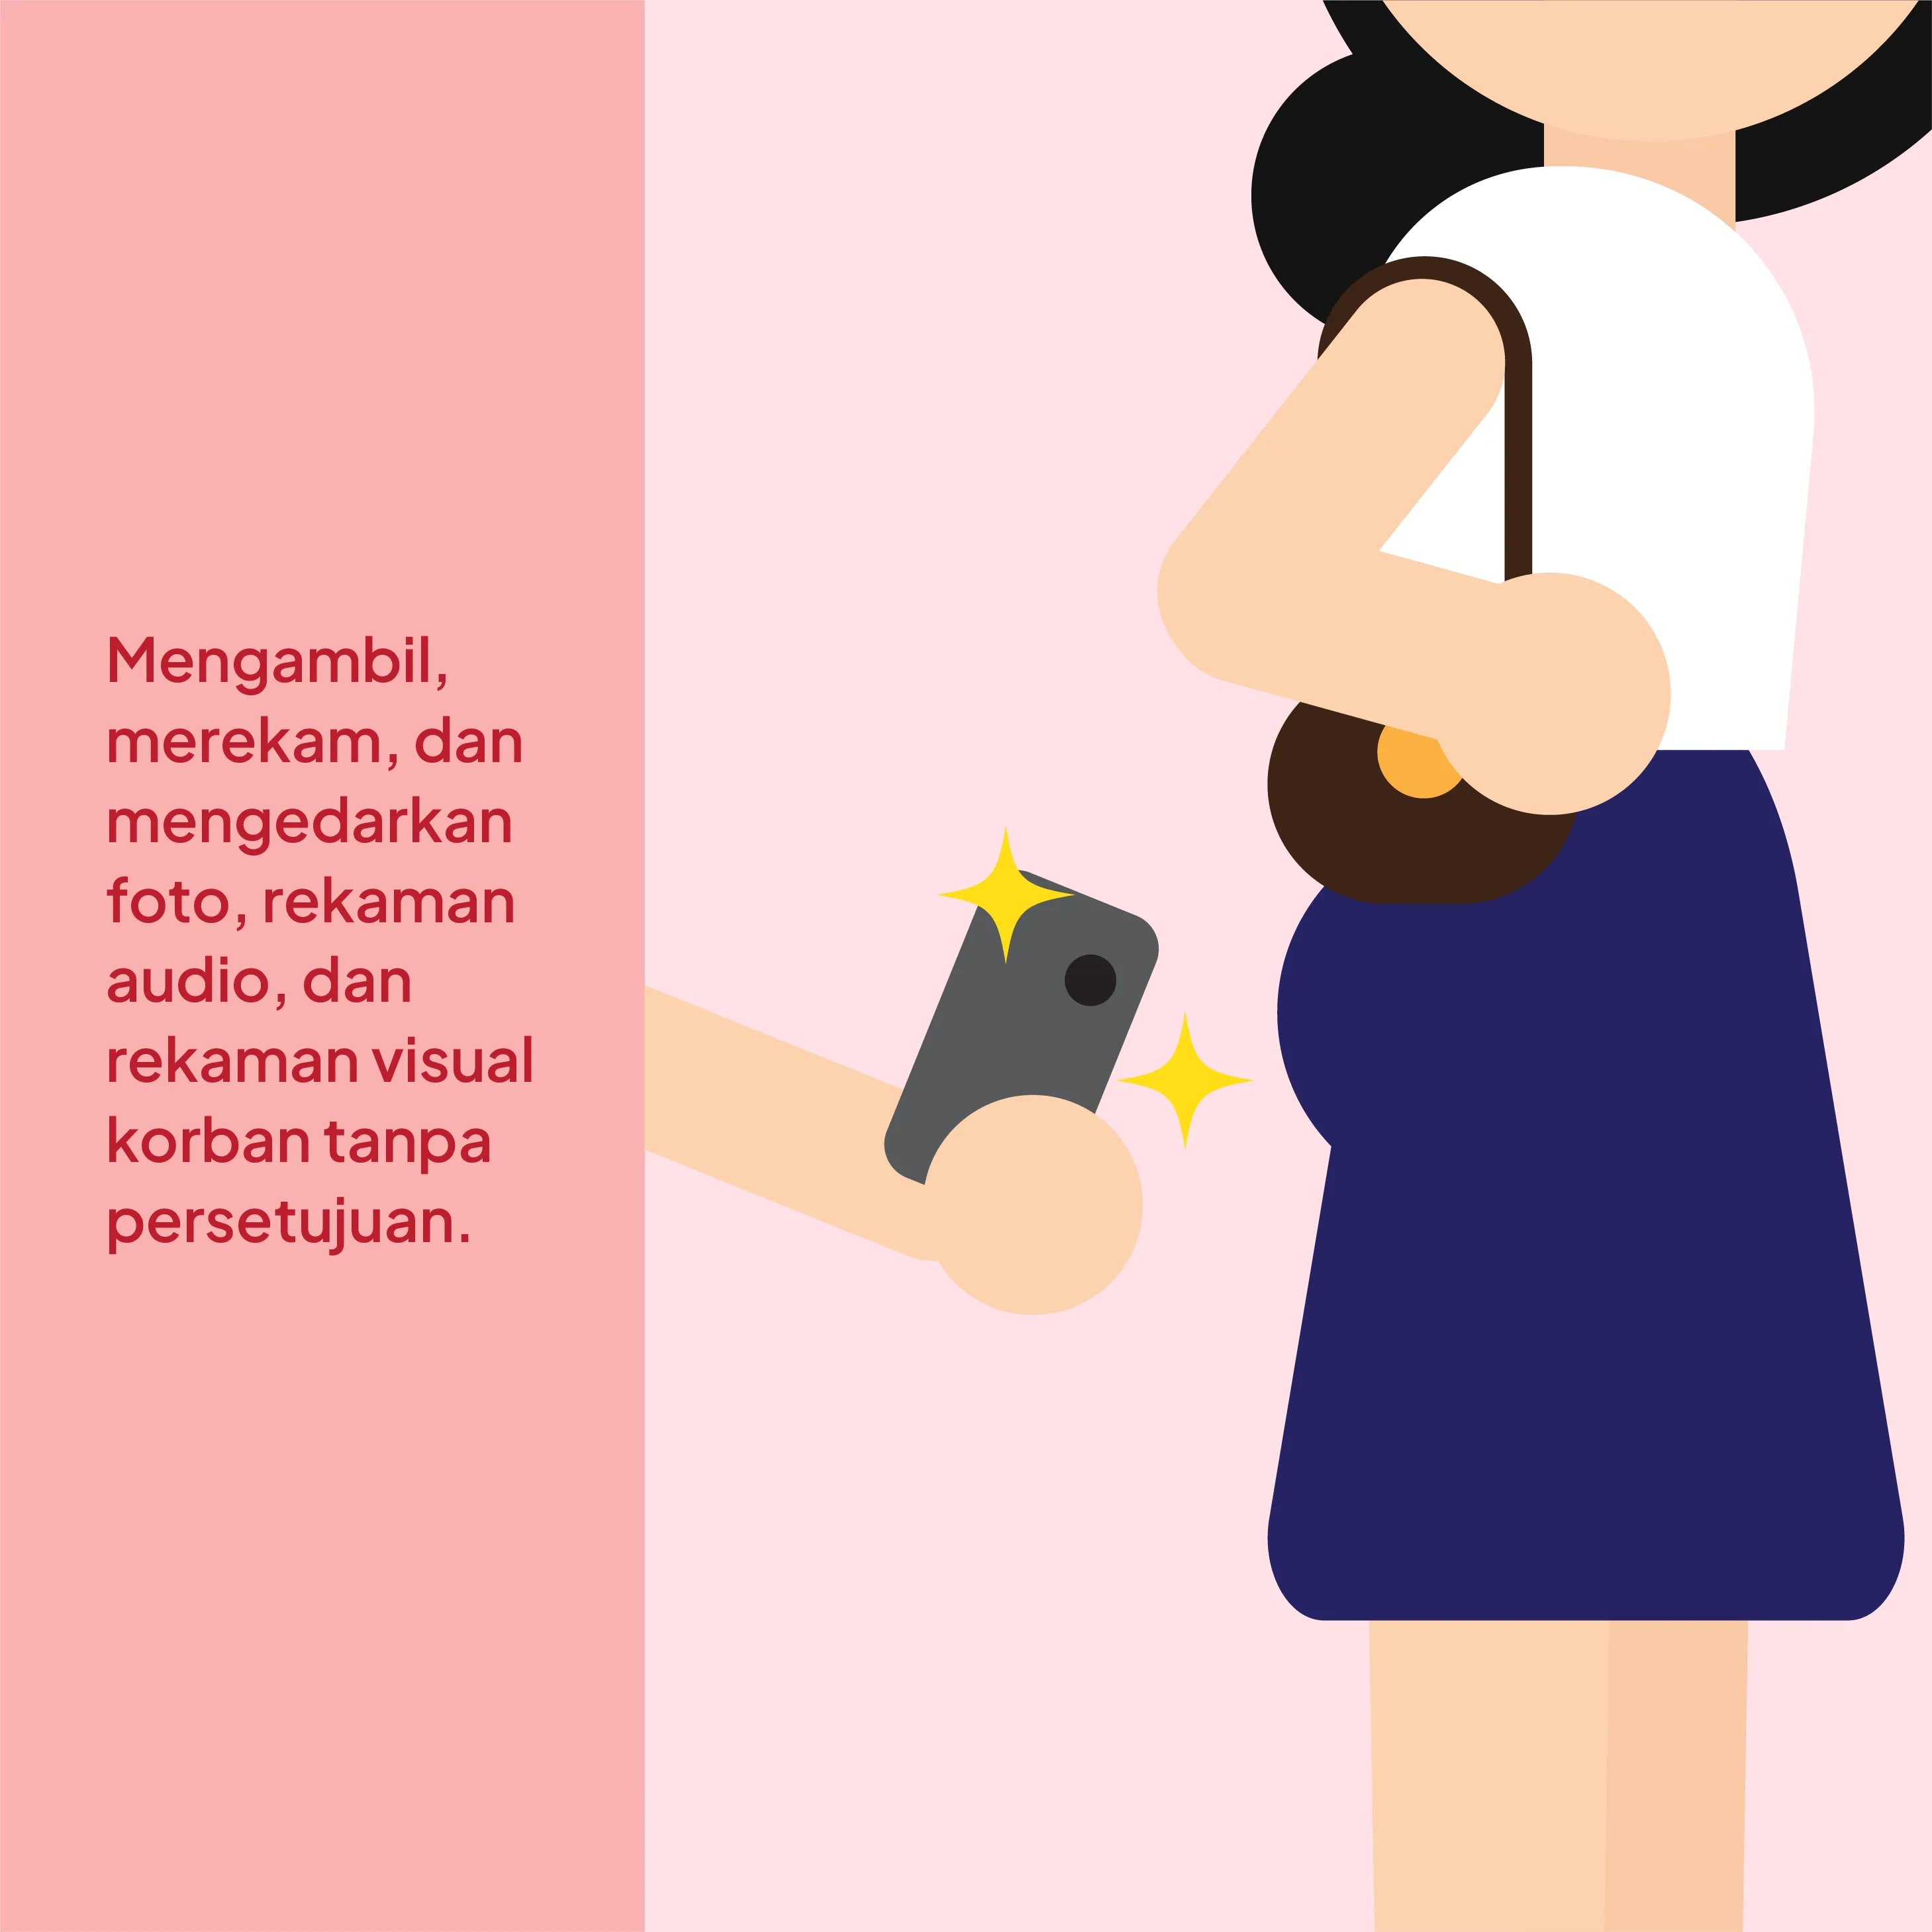 Mengambil,
merekam, dan
mengedarkan
foto, rekaman
audio, dan
rekaman visual
korban tanpa
persetujuan.